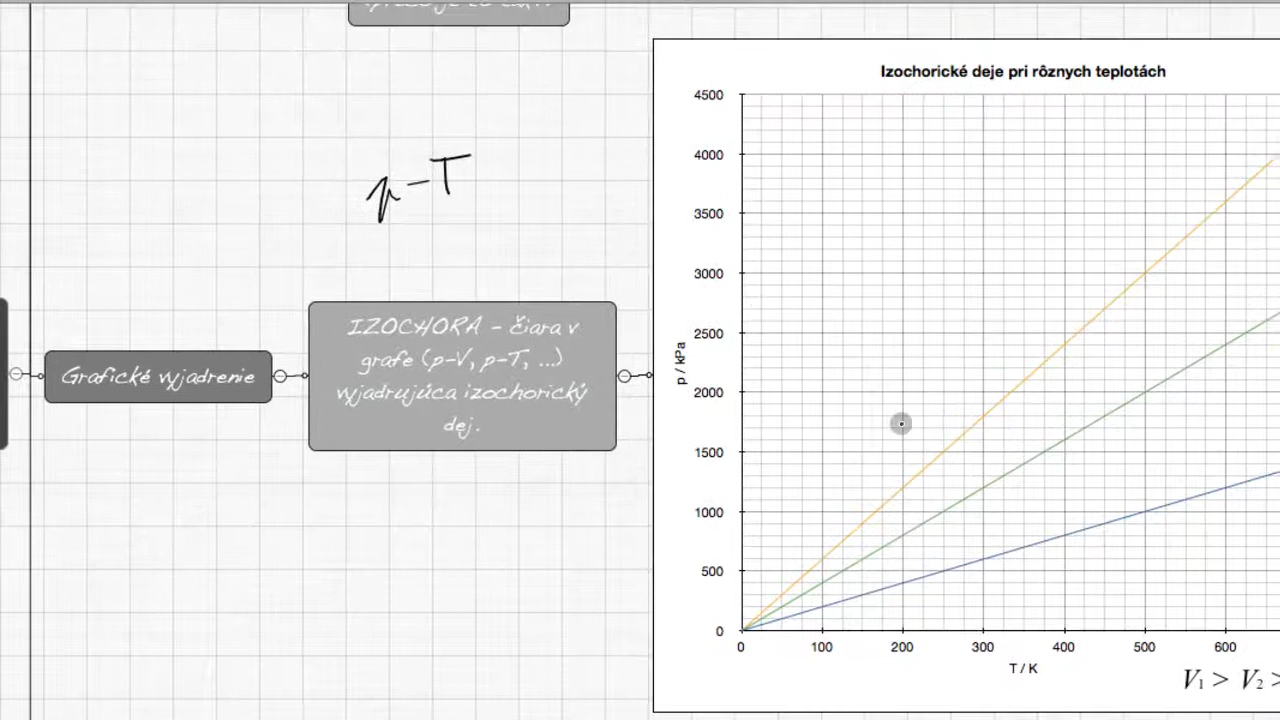 p-T
Grafické vyjadrenie
IZOCHORA - čiara v
grafe (p-V, p-T, ...)
vyjadrujúca izochorický
dej.
Izochorické deje pri rôznych teplotách
4500
4000
3500
3000
2500
2000
1500
1000
500
0
p / kPa
0 100 200 300 400 500 600
T / K
V₁ > V₂ >